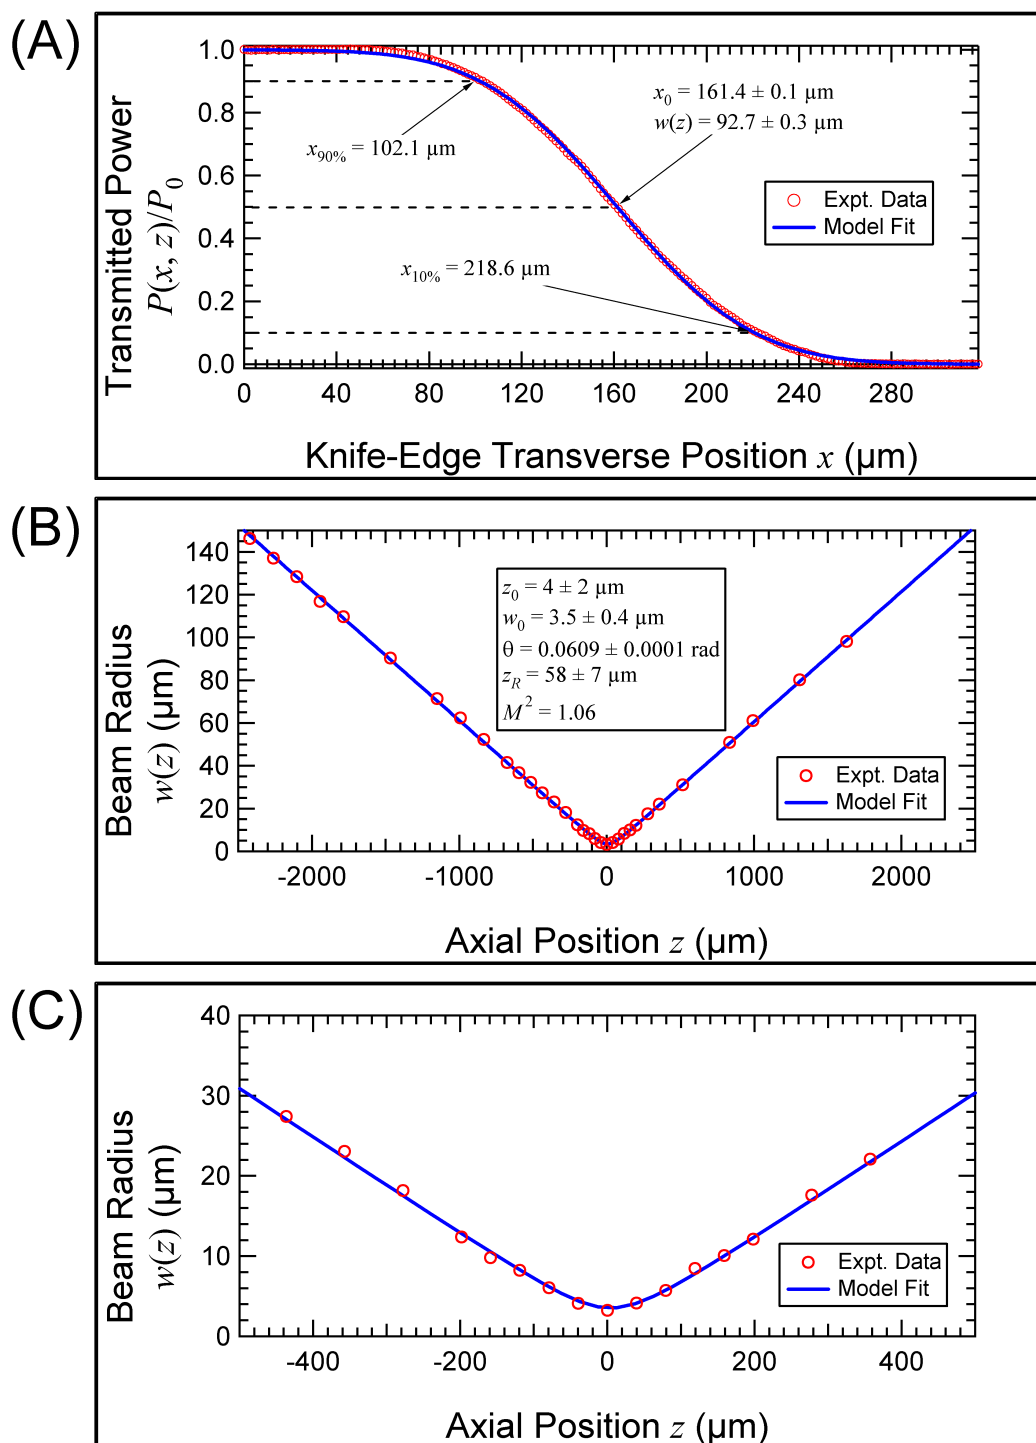 (A)
Transmitted Power
P(x, z)/P₀
1.0
0.8
0.6
0.4
0.2
0.0
x₀ = 161.4 ± 0.1 µm
w(z) = 92.7 ± 0.3 µm
x₉₀% = 102.1 µm
x₁₀% = 218.6 µm
Expt. Data
Model Fit
0 40 80 120 160 200 240 280
Knife-Edge Transverse Position x (µm)
(B)
Beam Radius
w(z) (µm)
140
120
100
80
60
40
20
0
z₀ = 4 ± 2 µm
w₀ = 3.5 ± 0.4 µm
θ = 0.0609 ± 0.0001 rad
z_R = 58 ± 7 µm
M² = 1.06
Expt. Data
Model Fit
-2000 -1000 0 1000 2000
Axial Position z (µm)
(C)
Beam Radius
w(z) (µm)
40
30
20
10
0
Expt. Data
Model Fit
-400 -200 0 200 400
Axial Position z (µm)